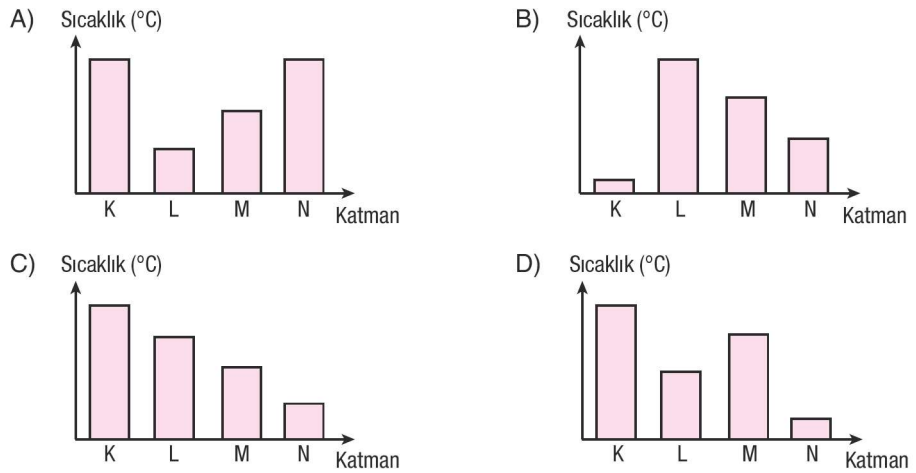 A) Sıcaklık (°C)
K L M N Katman
B) Sıcaklık (°C)
K L M N Katman
C) Sıcaklık (°C)
K L M N Katman
D) Sıcaklık (°C)
K L M N Katman